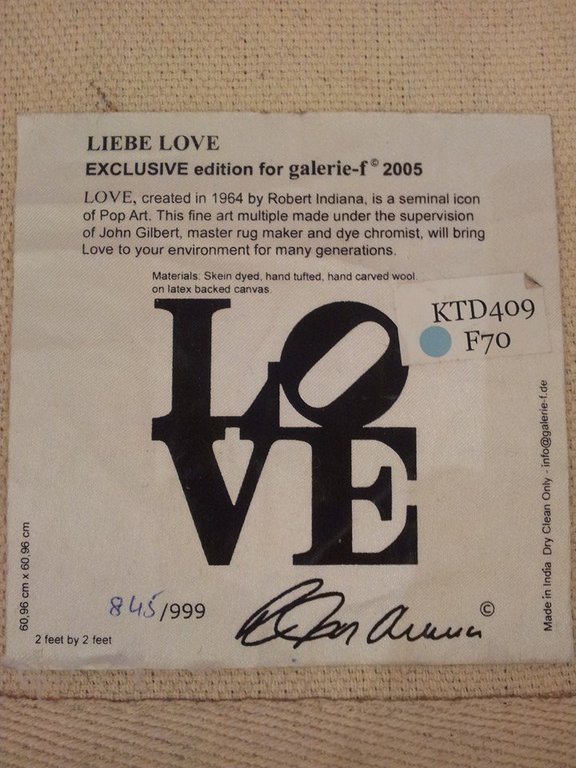 LIEBE LOVE
EXCLUSIVE edition for galerie-f © 2005
LOVE, created in 1964 by Robert Indiana, is a seminal icon
of Pop Art. This fine art multiple made under the supervision
of John Gilbert, master rug maker and dye chromist, will bring
Love to your environment for many generations.
Materials. Skein dyed, hand tufted, hand carved wool.
on latex backed canvas.
KTD409
F70
LO
VE
60,96 cm x 60,96 cm
Made in India Dry Clean Only - info@galerie-f.de
845/999
©
2 feet by 2 feet